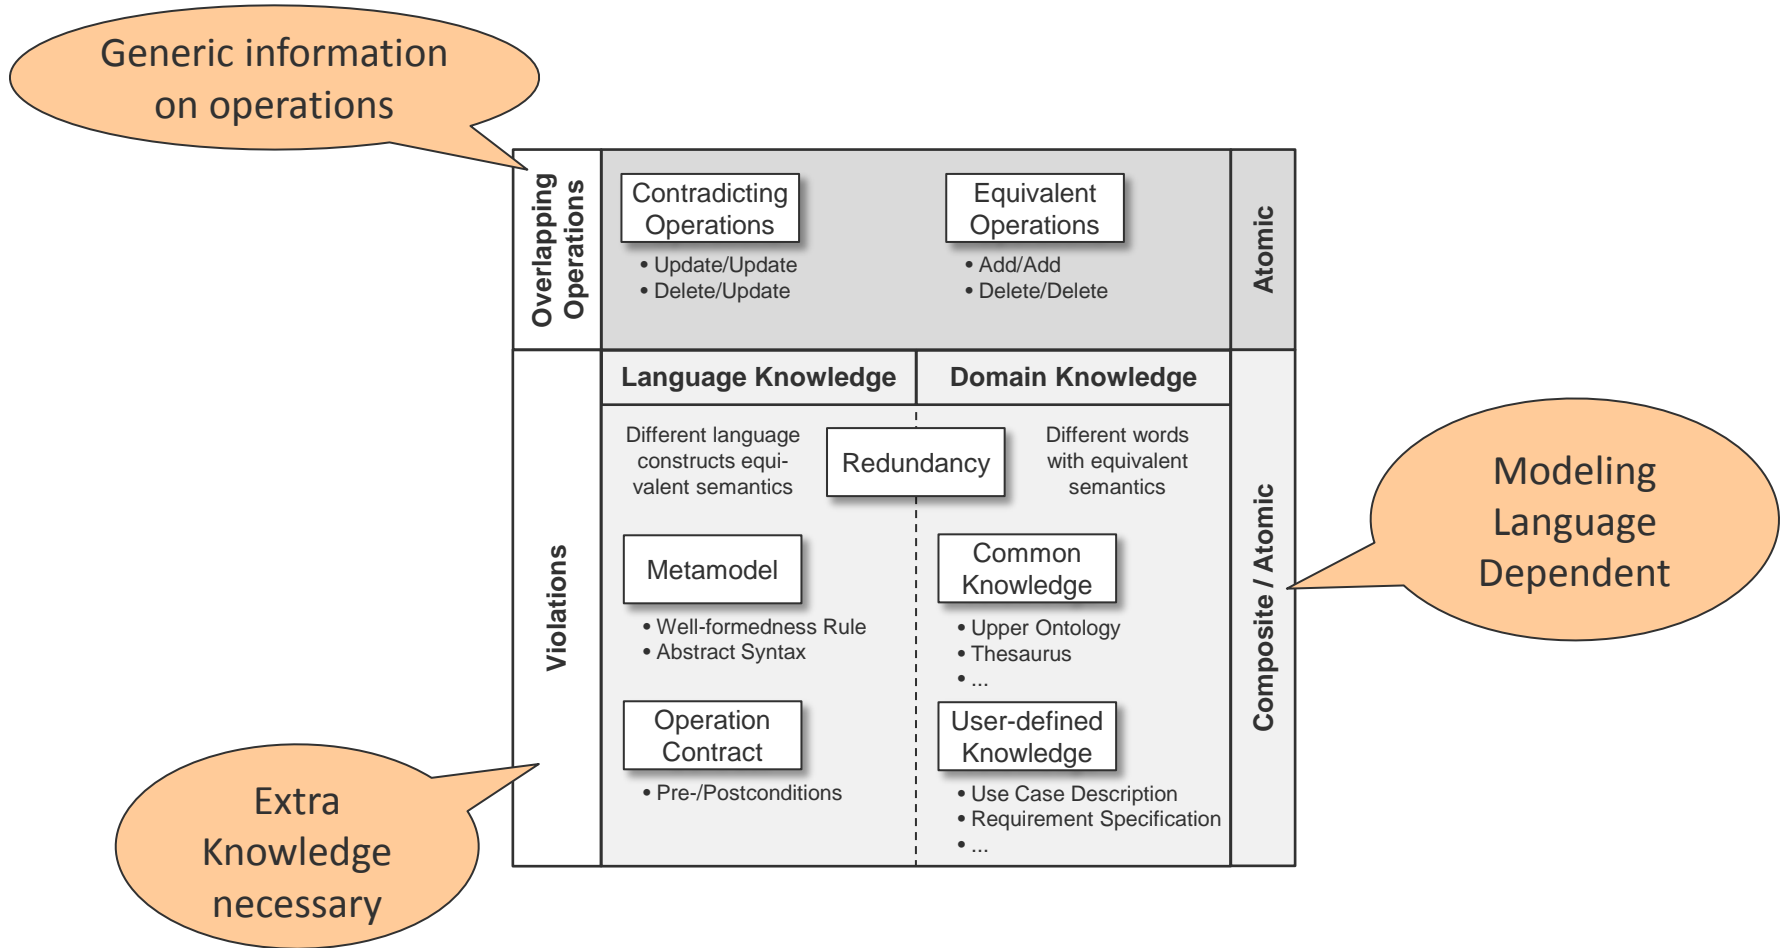 Generic information
on operations
Overlapping
Operations
Contradicting
Operations
• Update/Update
• Delete/Update
Equivalent
Operations
• Add/Add
• Delete/Delete
Atomic
Violations
Language Knowledge
Domain Knowledge
Different language
constructs equi-
valent semantics
Redundancy
Different words
with equivalent
semantics
Metamodel
• Well-formedness Rule
• Abstract Syntax
Common
Knowledge
• Upper Ontology
• Thesaurus
• ...
Operation
Contract
• Pre-/Postconditions
User-defined
Knowledge
• Use Case Description
• Requirement Specification
• ...
Composite / Atomic
Modeling
Language
Dependent
Extra
Knowledge
necessary